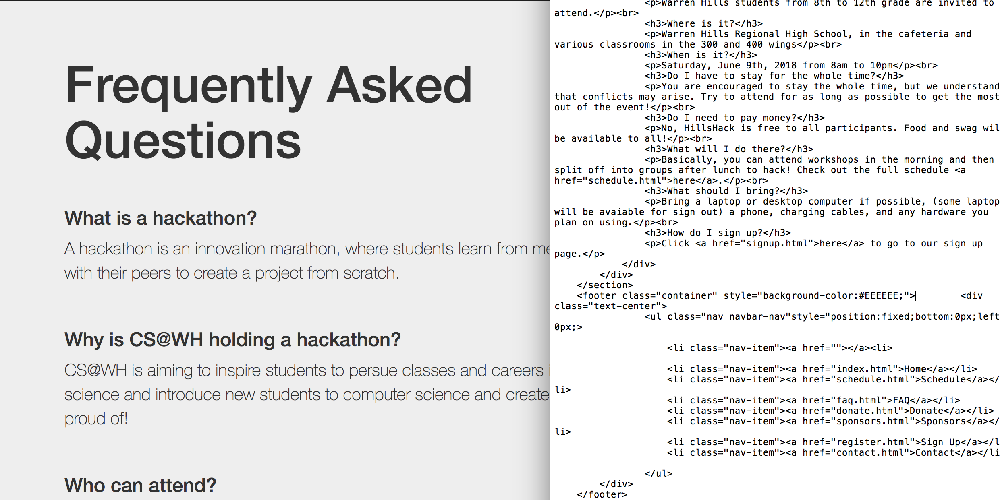 Frequently Asked
Questions
What is a hackathon?
A hackathon is an innovation marathon, where students learn from
with their peers to create a project from scratch.
Why is CS@WH holding a hackathon?
CS@WH is aiming to inspire students to persue classes and careers
science and introduce new students to computer science and create
proud of!
Who can attend?
<p>Warren Hills students from 8th to 12th grade are invited to
attend.</p><br>
<h3>Where is it?</h3>
<p>Warren Hills Regional High School, in the cafeteria and
various classrooms in the 300 and 400 wings</p><br>
<h3>When is it?</h3>
<p>Saturday, June 9th, 2018 from 8am to 10pm</p><br>
<h3>Do I have to stay for the whole time?</h3>
<p>You are encouraged to stay the whole time, but we understand
that conflicts may arise. Try to attend for as long as possible to get the most
out of the event!</p><br>
<h3>Do I need to pay money?</h3>
<p>No, HillsHack is free to all participants. Food and swag wil
be available to all!</p><br>
<h3>What will I do there?</h3>
<p>Basically, you can attend workshops in the morning and then
split off into groups after lunch to hack! Check out the full schedule <a
href="schedule.html">here</a>.</p><br>
<h3>What should I bring?</h3>
<p>Bring a laptop or desktop computer if possible, (some laptop
will be avaiable for sign out) a phone, charging cables, and any hardware you
plan on using.</p><br>
<h3>How do I sign up?</h3>
<p>Click <a href="signup.html">here</a> to go to our sign up
page.</p>
</div>
</div>
</section>
<footer class="container" style="background-color:#EEEEEE;"> <div
class="text-center">
<ul class="nav navbar-nav"style="position:fixed;bottom:0px;left
0px;>
<li class="nav-item"><a href=""></a><li>
<li class="nav-item"><a href="index.html">Home</a></li>
<li class="nav-item"><a href="schedule.html">Schedule</a></
li>
<li class="nav-item"><a href="faq.html">FAQ</a></li>
<li class="nav-item"><a href="donate.html">Donate</a></li>
<li class="nav-item"><a href="sponsors.html">Sponsors</a></
li>
<li class="nav-item"><a href="register.html">Sign Up</a></l
<li class="nav-item"><a href="contact.html">Contact</a></li
</ul>
</div>
</footer>